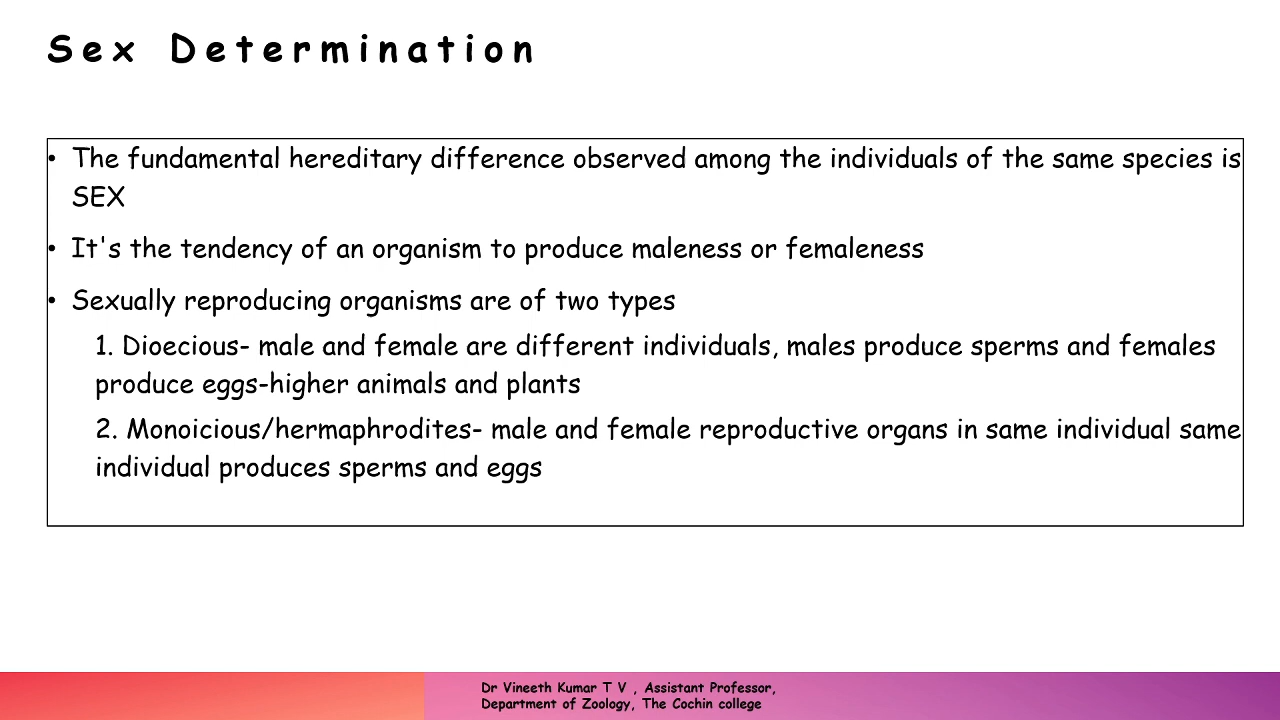 Sex Determination
• The fundamental hereditary difference observed among the individuals of the same species is
SEX
• It's the tendency of an organism to produce maleness or femaleness
• Sexually reproducing organisms are of two types
1. Dioecious- male and female are different individuals, males produce sperms and females
produce eggs-higher animals and plants
2. Monoicious/hermaphrodites- male and female reproductive organs in same individual same
individual produces sperms and eggs
Dr Vineeth Kumar T V , Assistant Professor,
Department of Zoology, The Cochin college